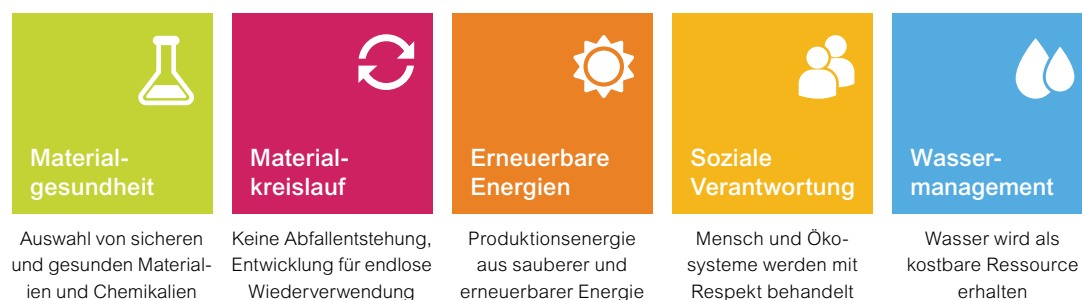 Material-
gesundheit
Auswahl von sicheren
und gesunden Material-
ien und Chemikalien
Material-
kreislauf
Keine Abfallentstehung,
Entwicklung für endlose
Wiederverwendung
Erneuerbare
Energien
Produktionsenergie
aus sauberer und
erneuerbarer Energie
Soziale
Verantwortung
Mensch und Öko-
systeme werden mit
Respekt behandelt
Wasser-
management
Wasser wird als
kostbare Ressource
erhalten